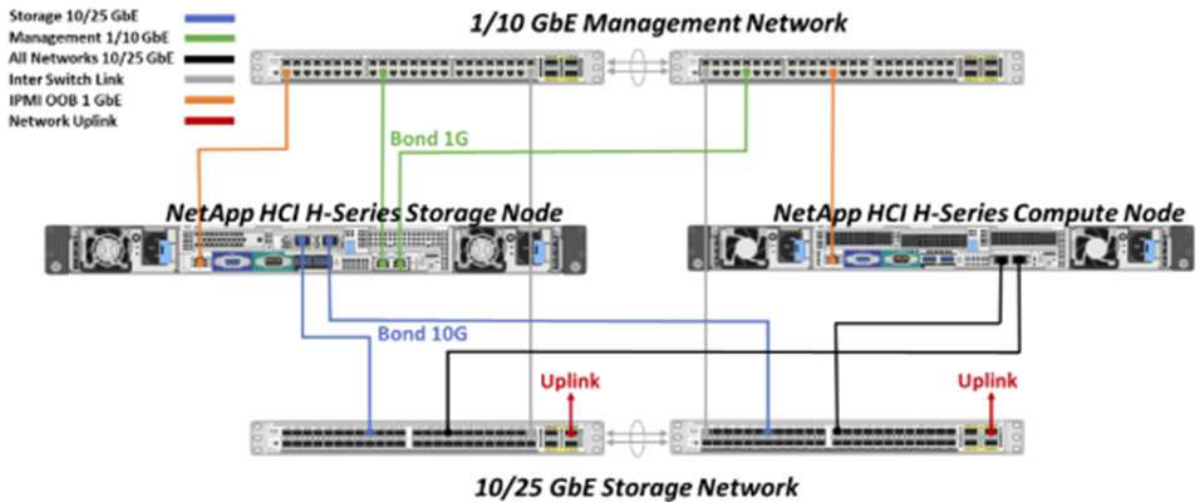 Storage 10/25 GbE
Management 1/10 GbE
All Networks 10/25 GbE
Inter Switch Link
IPMI OOB 1 GbE
Network Uplink
1/10 GbE Management Network
Bond 1G
NetApp HCI H-Series Storage Node
NetApp HCI H-Series Compute Node
Bond 10G
Uplink
Uplink
10/25 GbE Storage Network